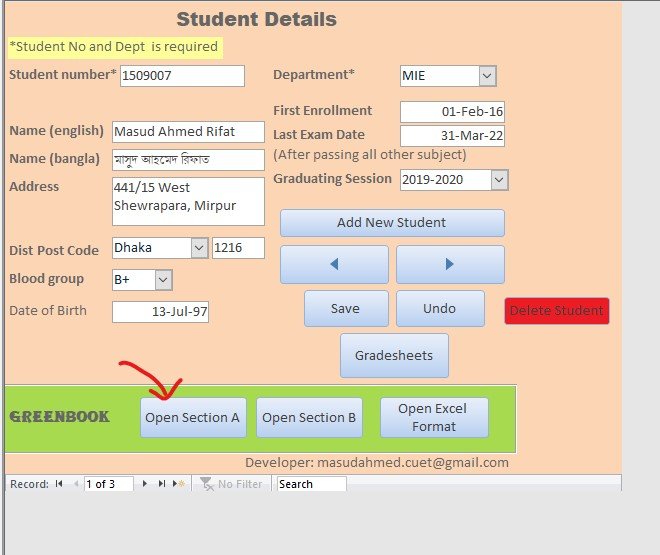 Student Details
*Student No and Dept is required
Student number* 1509007 Department* MIE
First Enrollment 01-Feb-16
Name (english) Masud Ahmed Rifat Last Exam Date 31-Mar-22
Name (bangla) মাসুদ আহমেদ রিফাত (After passing all other subject)
Address 441/15 West Graduating Session 2019-2020
Shewrapara, Mirpur
Add New Student
Dist Post Code Dhaka 1216
Blood group B+
Date of Birth 13-Jul-97 Save Undo Delete Student
Gradesheets
GREENBOOK Open Section A Open Section B Open Excel
Format
Developer: masudahmed.cuet@gmail.com
Record: 1 of 3 No Filter Search